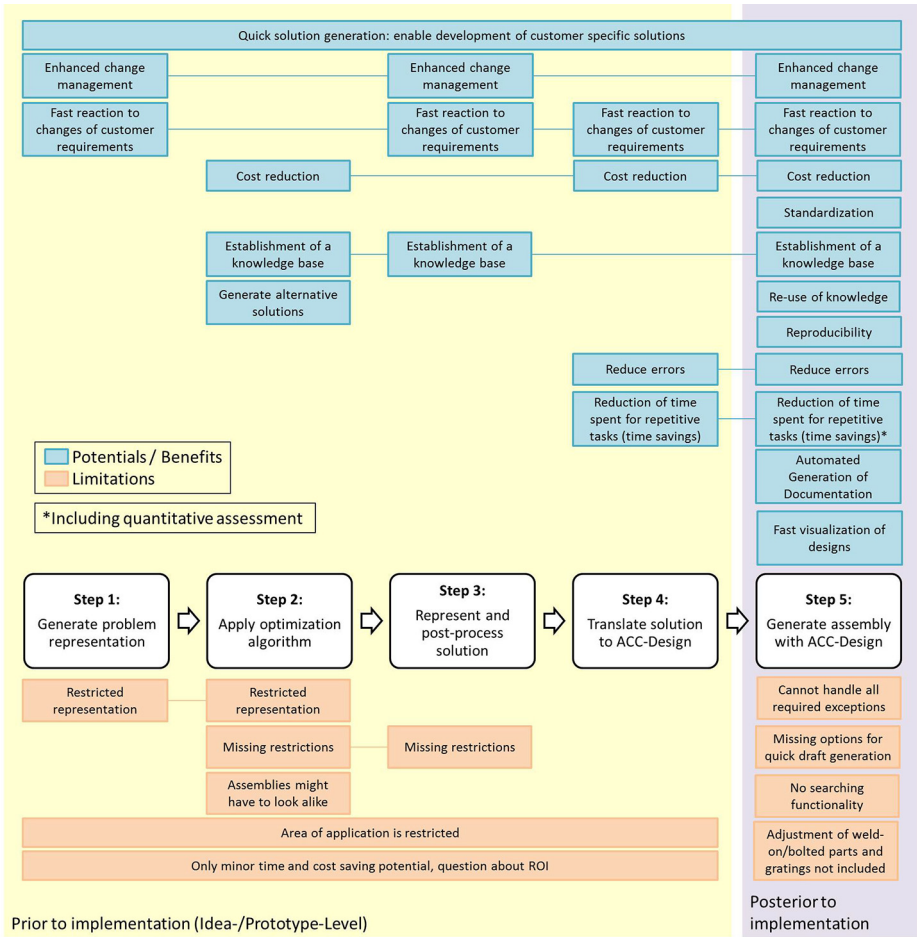 Quick solution generation: enable development of customer specific solutions
Enhanced change
management
Enhanced change
management
Enhanced change
management
Fast reaction to
changes of customer
requirements
Fast reaction to
changes of customer
requirements
Fast reaction to
changes of customer
requirements
Fast reaction to
changes of customer
requirements
Cost reduction
Cost reduction
Cost reduction
Standardization
Establishment of a
knowledge base
Establishment of a
knowledge base
Establishment of a
knowledge base
Generate alternative
solutions
Re-use of knowledge
Reproducibility
Reduce errors
Reduce errors
Reduction of time
spent for repetitive
tasks (time savings)
Reduction of time
spent for repetitive
tasks (time savings)*
Automated
Generation of
Documentation
Fast visualization of
designs
Potentials / Benefits
Limitations
*Including quantitative assessment
Step 1:
Generate problem
representation
Step 2:
Apply optimization
algorithm
Step 3:
Represent and
post-process
solution
Step 4:
Translate solution
to ACC-Design
Step 5:
Generate assembly
with ACC-Design
Restricted
representation
Restricted
representation
Cannot handle all
required exceptions
Missing restrictions
Missing restrictions
Missing options for
quick draft generation
Assemblies might
have to look alike
No searching
functionality
Area of application is restricted
Adjustment of weld-
on/bolted parts and
gratings not included
Only minor time and cost saving potential, question about ROI
Prior to implementation (Idea-/Prototype-Level)
Posterior to
implementation